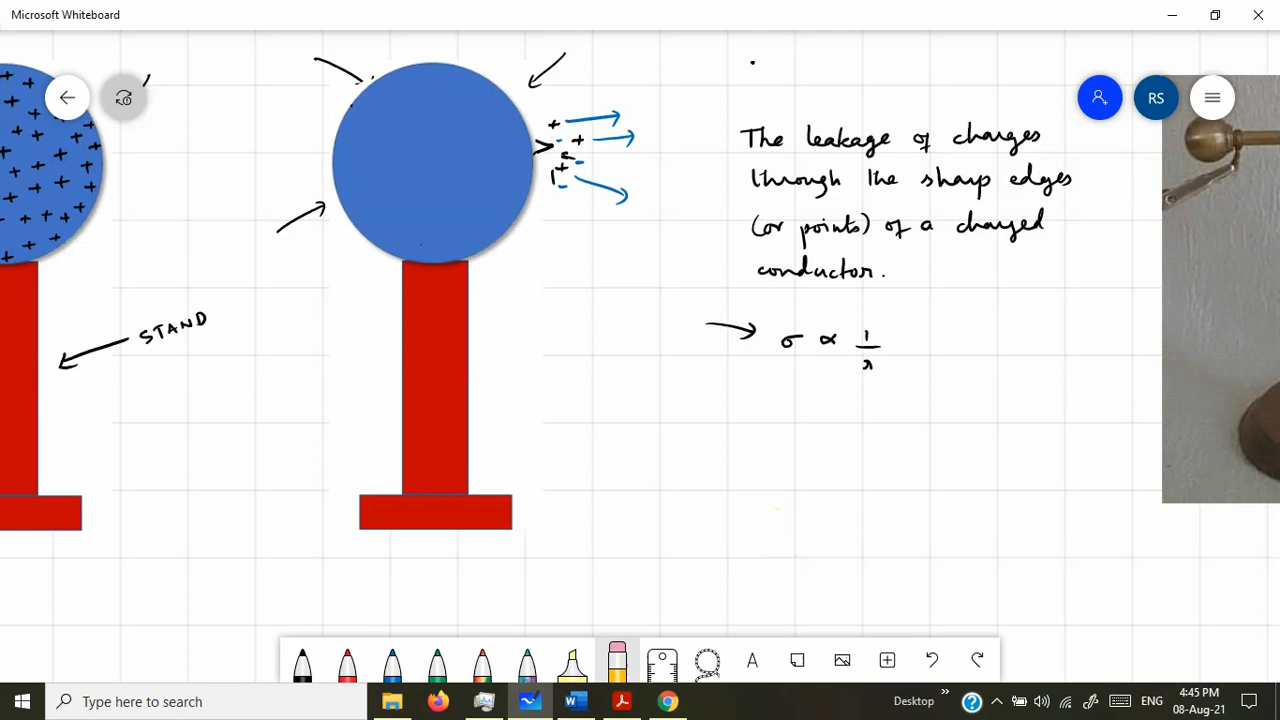 Microsoft Whiteboard
RS
The leakage of charges
through the sharp edges
(or points) of a charged
conductor.
σ ∝ 1/r
STAND
A
Type here to search
Desktop
ENG
4:45 PM
08-Aug-21